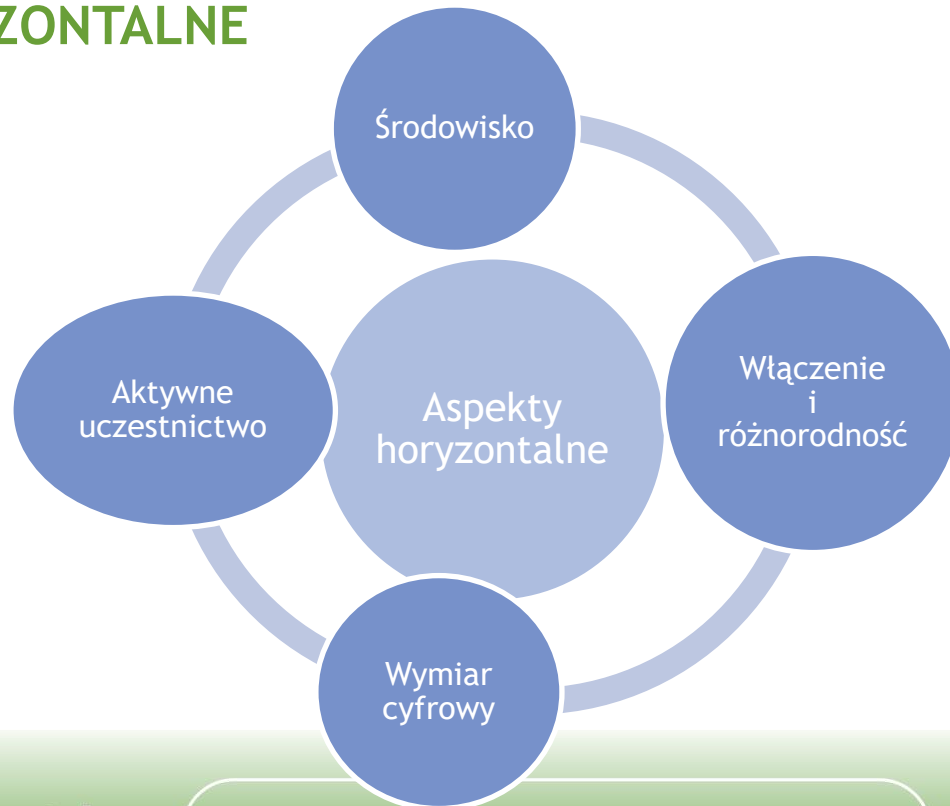 ZONTALNE
Środowisko
Włączenie
i
różnorodność
Aspekty
horyzontalne
Aktywne
uczestnictwo
Wymiar
cyfrowy